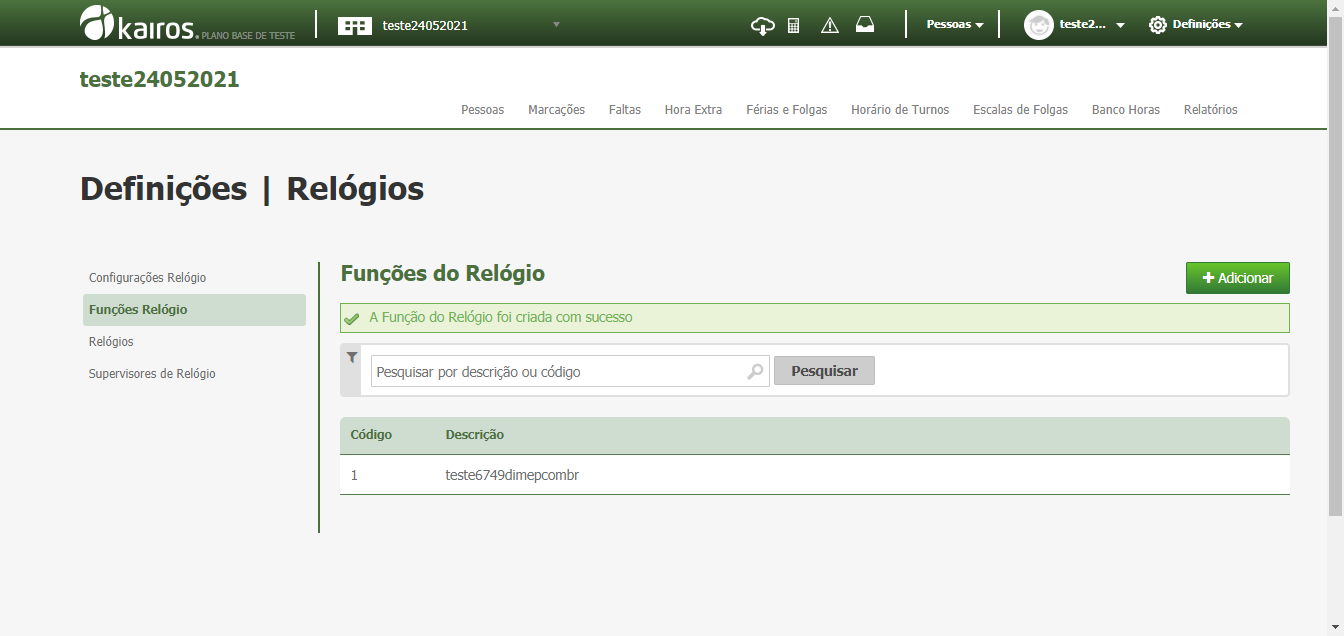 kairos. PLANO BASE DE TESTE
teste24052021
Pessoas
teste2...
Definições
teste24052021
Pessoas Marcações Faltas Hora Extra Férias e Folgas Horário de Turnos Escalas de Folgas Banco Horas Relatórios
Definições | Relógios
Configurações Relógio
Funções Relógio
Relógios
Supervisores de Relógio
Funções do Relógio
Adicionar
A Função do Relógio foi criada com sucesso
Pesquisar por descrição ou código
Pesquisar
Código Descrição
1 teste6749dimepcombr